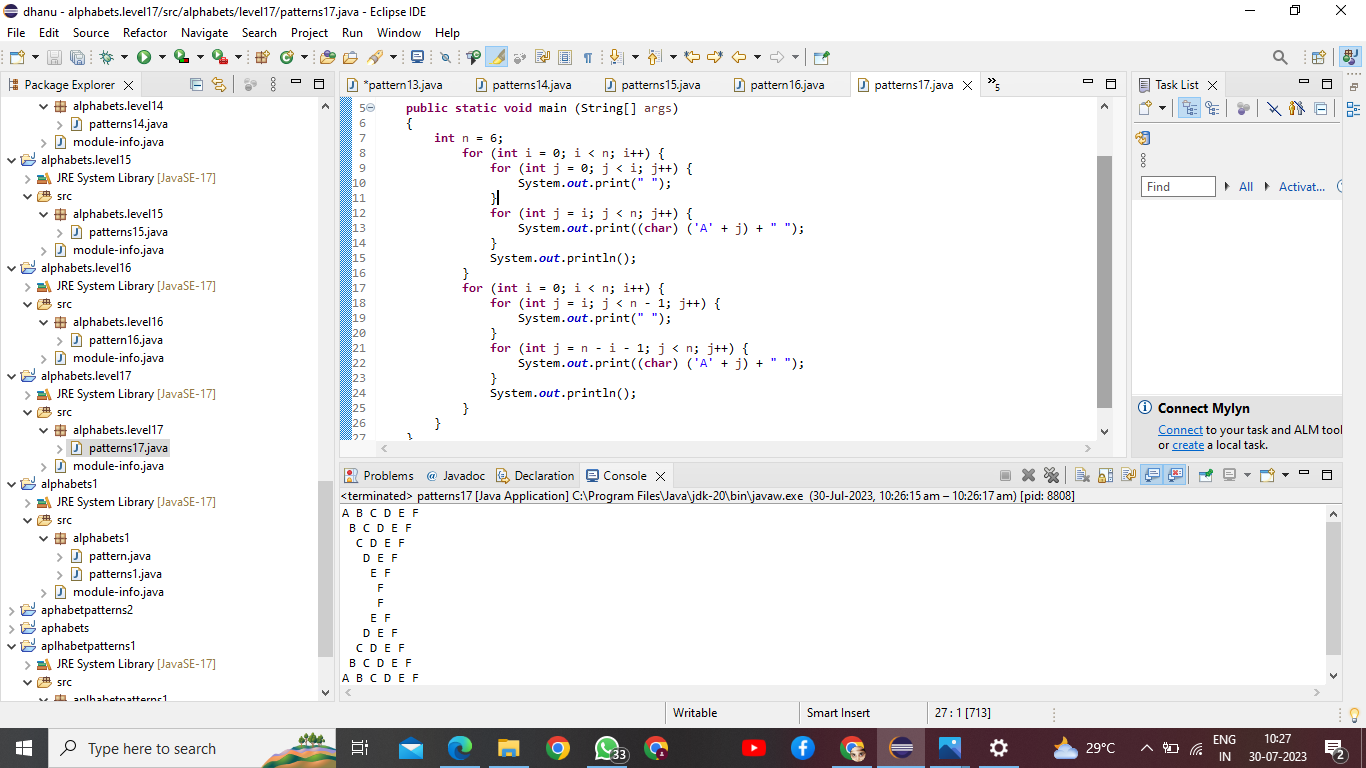 dhanu - alphabets.level17/src/alphabets/level17/patterns17.java - Eclipse IDE
File Edit Source Refactor Navigate Search Project Run Window Help
Package Explorer
alphabets.level14
patterns14.java
module-info.java
alphabets.level15
JRE System Library [JavaSE-17]
src
alphabets.level15
patterns15.java
module-info.java
alphabets.level16
JRE System Library [JavaSE-17]
src
alphabets.level16
pattern16.java
module-info.java
alphabets.level17
JRE System Library [JavaSE-17]
src
alphabets.level17
patterns17.java
module-info.java
alphabets1
JRE System Library [JavaSE-17]
src
alphabets1
pattern.java
patterns1.java
module-info.java
aphabetpatterns2
aphabets
aplhabetpatterns1
JRE System Library [JavaSE-17]
src
aplhabetpatterns1
*pattern13.java patterns14.java patterns15.java pattern16.java patterns17.java »5
5 public static void main (String[] args)
6 {
7 int n = 6;
8 for (int i = 0; i < n; i++) {
9 for (int j = 0; j < i; j++) {
10 System.out.print(" ");
11 }
12 for (int j = i; j < n; j++) {
13 System.out.print((char) ('A' + j) + " ");
14 }
15 System.out.println();
16 }
17 for (int i = 0; i < n; i++) {
18 for (int j = i; j < n - 1; j++) {
19 System.out.print(" ");
20 }
21 for (int j = n - i - 1; j < n; j++) {
22 System.out.print((char) ('A' + j) + " ");
23 }
24 System.out.println();
25 }
26 }
27 }
Task List
Find All Activat...
Connect Mylyn
Connect to your task and ALM tool
or create a local task.
Problems @ Javadoc Declaration Console
<terminated> patterns17 [Java Application] C:\Program Files\Java\jdk-20\bin\javaw.exe (30-Jul-2023, 10:26:15 am – 10:26:17 am) [pid: 8808]
A B C D E F
B C D E F
C D E F
D E F
E F
F
F
E F
D E F
C D E F
B C D E F
A B C D E F
Writable Smart Insert 27 : 1 [713]
Type here to search
33
29°C
ENG
IN
10:27
30-07-2023
2